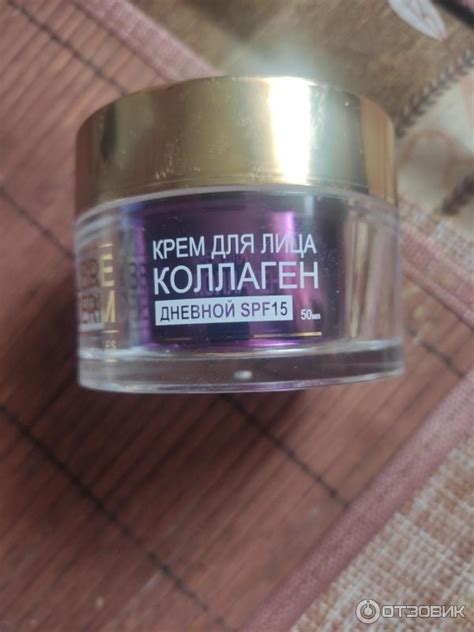 КРЕМ ДЛЯ ЛИЦА
КОЛЛАГЕН
ДНЕВНОЙ SPF15
50мл
ОТЗОВИК